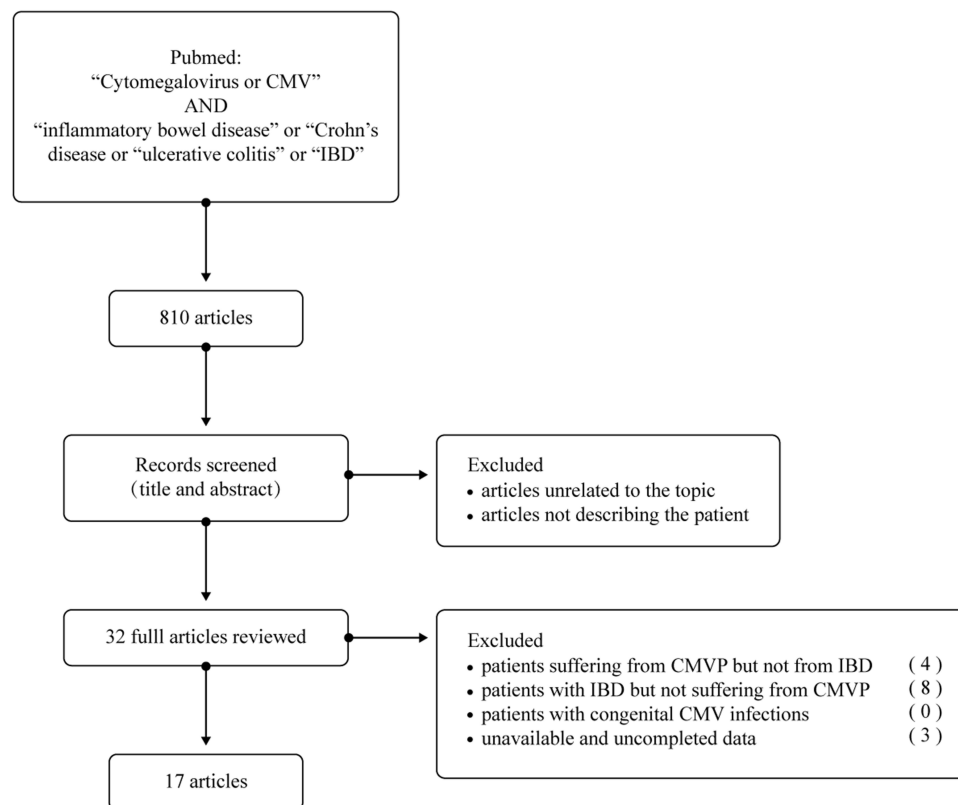 Pubmed:
“Cytomegalovirus or CMV”
AND
“inflammatory bowel disease” or “Crohn’s
disease or “ulcerative colitis” or “IBD”
810 articles
Records screened
(title and abstract)
Excluded
• articles unrelated to the topic
• articles not describing the patient
32 fulll articles reviewed
Excluded
• patients suffering from CMVP but not from IBD ( 4 )
• patients with IBD but not suffering from CMVP ( 8 )
• patients with congenital CMV infections ( 0 )
• unavailable and uncompleted data ( 3 )
17 articles